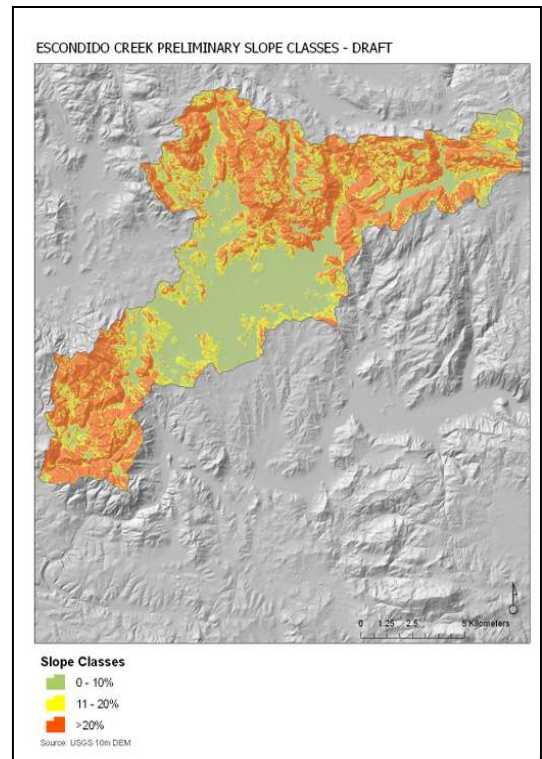 ESCONDIDO CREEK PRELIMINARY SLOPE CLASSES - DRAFT
0 1.25 2.5 5 Kilometers
Slope Classes
0 - 10%
11 - 20%
>20%
Source: USGS 10m DEM